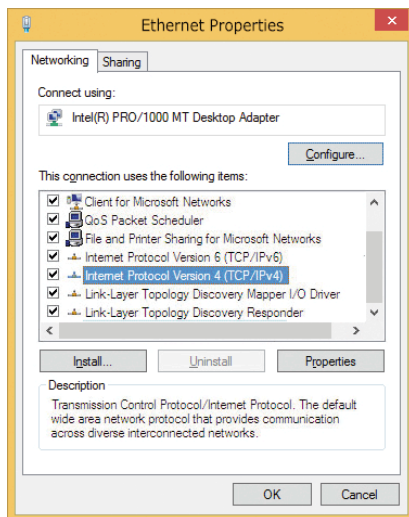 Ethernet Properties
Networking
Sharing
Connect using:
Intel(R) PRO/1000 MT Desktop Adapter
Configure...
This connection uses the following items:
Client for Microsoft Networks
QoS Packet Scheduler
File and Printer Sharing for Microsoft Networks
Internet Protocol Version 6 (TCP/IPv6)
Internet Protocol Version 4 (TCP/IPv4)
Link-Layer Topology Discovery Mapper I/O Driver
Link-Layer Topology Discovery Responder
Install...
Uninstall
Properties
Description
Transmission Control Protocol/Internet Protocol. The default
wide area network protocol that provides communication
across diverse interconnected networks.
OK
Cancel